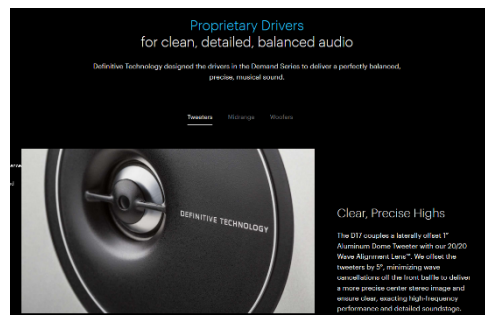 Proprietary Drivers
for clean, detailed, balanced audio
Definitive Technology designed the drivers in the Demand Series to deliver a perfectly balanced,
precise, musical sound.
Tweeters Midrange Woofers
DEFINITIVE TECHNOLOGY
Clear, Precise Highs
The D17 couples a laterally offset 1"
Aluminum Dome Tweeter with our 20/20
Wave Alignment Lens™. We offset the
tweeters by 5°, minimizing wave
cancellations off the front baffle to deliver
a more precise center stereo image and
ensure clear, exacting high-frequency
performance and detailed soundstage.